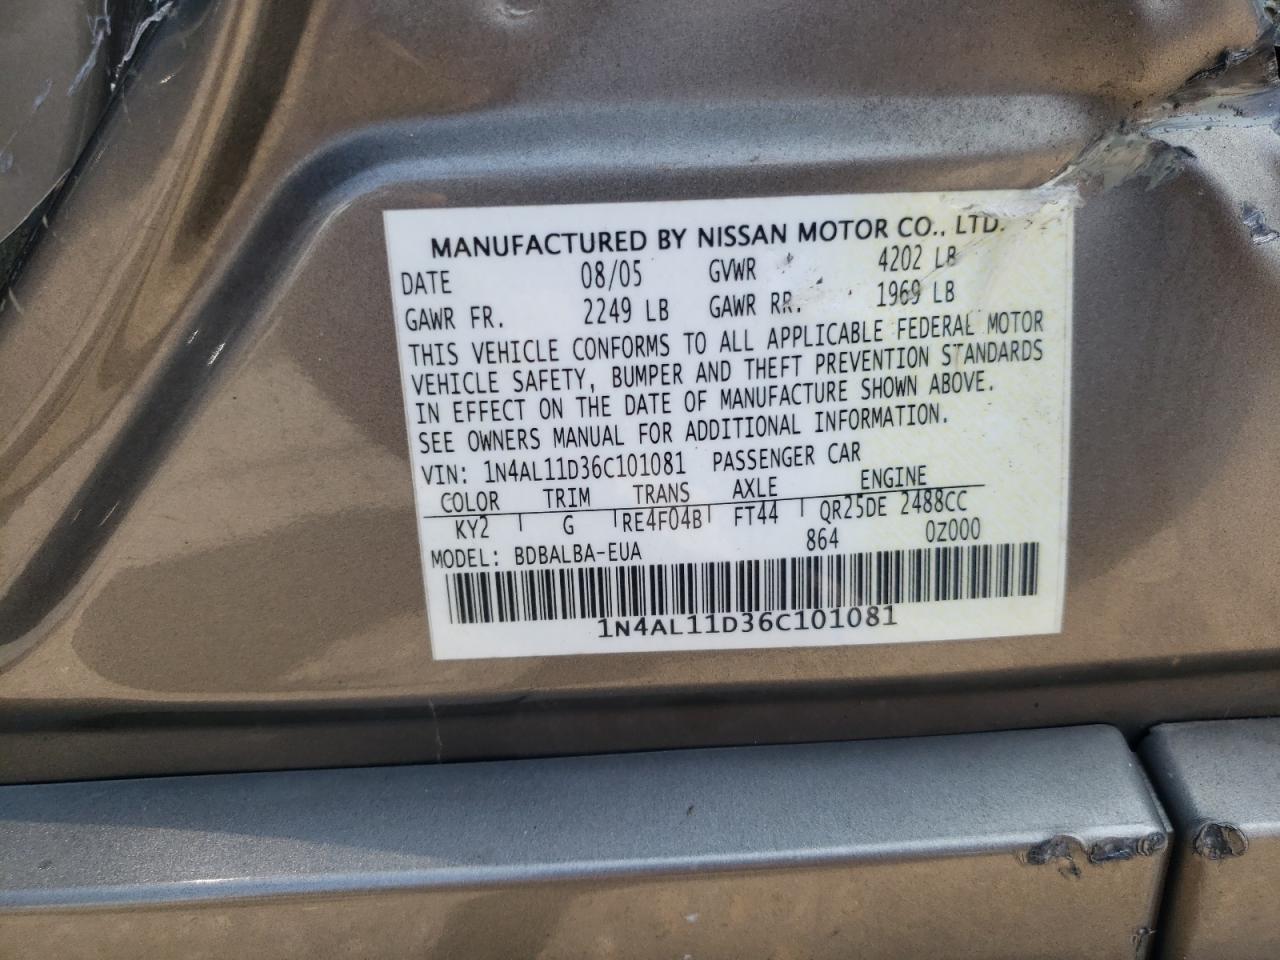 MANUFACTURED BY NISSAN MOTOR CO., LTD.
DATE 08/05 GVWR 4202 LB
GAWR FR. 2249 LB GAWR RR. 1969 LB
THIS VEHICLE CONFORMS TO ALL APPLICABLE FEDERAL MOTOR
VEHICLE SAFETY, BUMPER AND THEFT PREVENTION STANDARDS
IN EFFECT ON THE DATE OF MANUFACTURE SHOWN ABOVE.
SEE OWNERS MANUAL FOR ADDITIONAL INFORMATION.
VIN: 1N4AL11D36C101081 PASSENGER CAR
COLOR TRIM TRANS AXLE ENGINE
KY2 G RE4F04B FT44 QR25DE 2488CC
MODEL: BDBALBA-EUA 864 0Z000
1N4AL11D36C101081